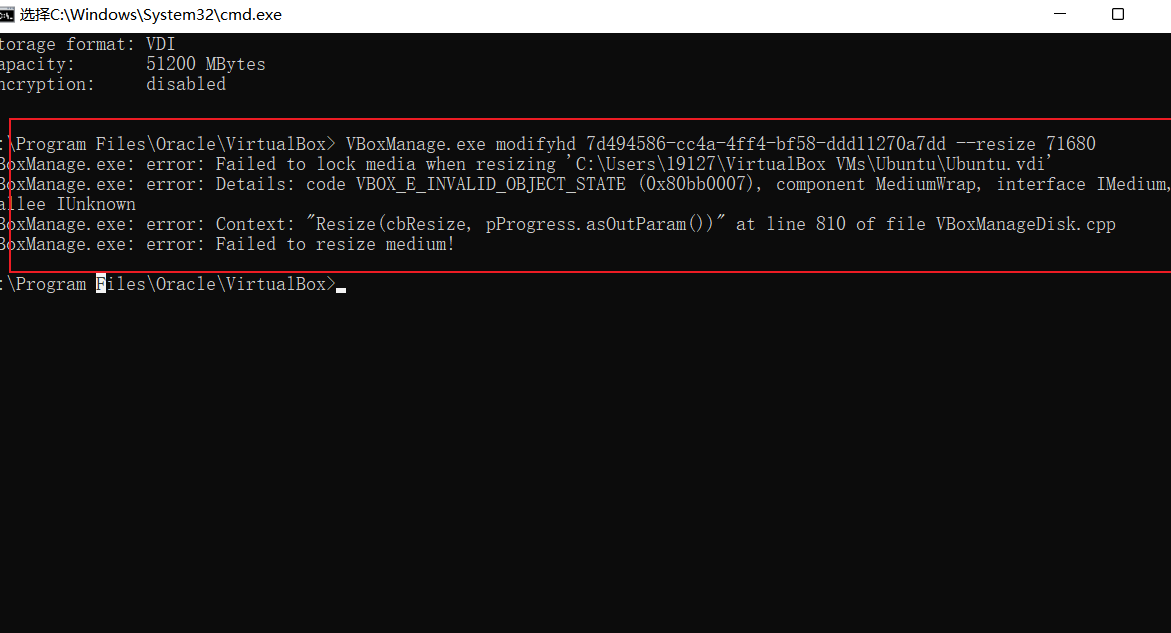 选择C:\Windows\System32\cmd.exe
torage format: VDI
apacity: 51200 MBytes
ncryption: disabled
:\Program Files\Oracle\VirtualBox> VBoxManage.exe modifyhd 7d494586-cc4a-4ff4-bf58-ddd11270a7dd --resize 71680
BoxManage.exe: error: Failed to lock media when resizing 'C:\Users\19127\VirtualBox VMs\Ubuntu\Ubuntu.vdi'
BoxManage.exe: error: Details: code VBOX_E_INVALID_OBJECT_STATE (0x80bb0007), component MediumWrap, interface IMedium,
allee IUnknown
BoxManage.exe: error: Context: "Resize(cbResize, pProgress.asOutParam())" at line 810 of file VBoxManageDisk.cpp
BoxManage.exe: error: Failed to resize medium!
:\Program Files\Oracle\VirtualBox>